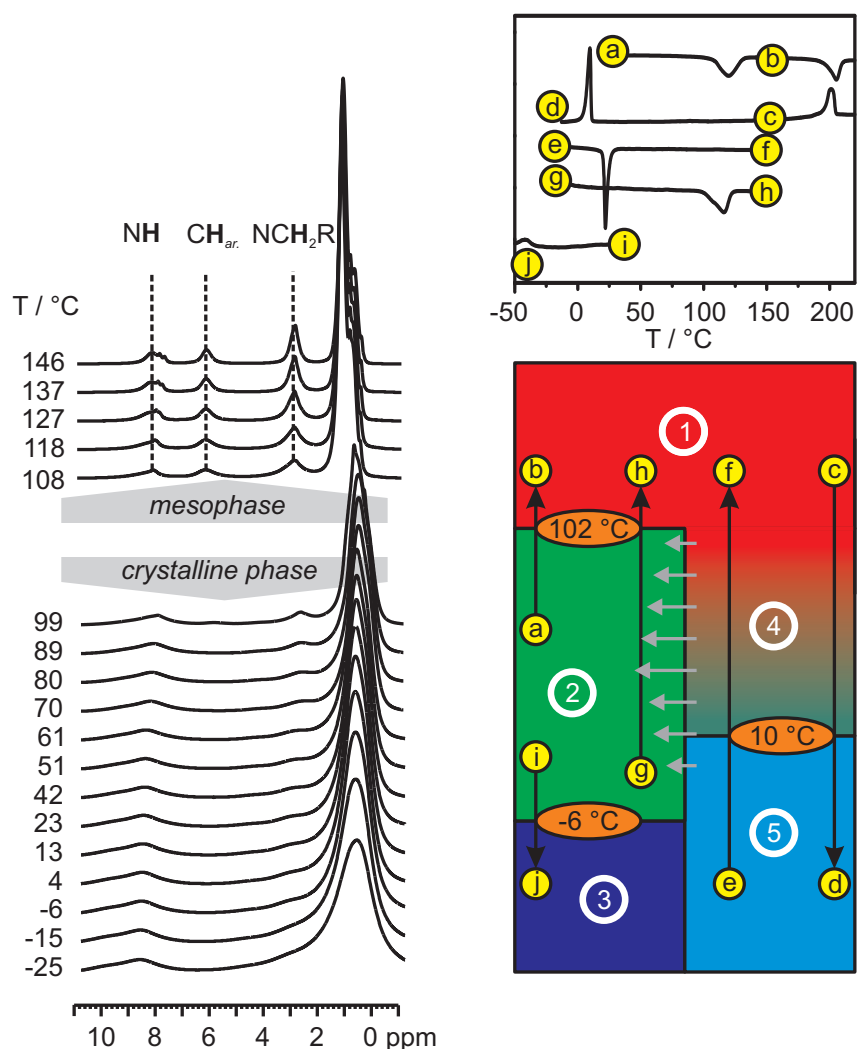 NH CH ar. NCH₂R
T / °C
146
137
127
118
108
mesophase
crystalline phase
99
89
80
70
61
51
42
23
13
4
-6
-15
-25
10 8 6 4 2 0 ppm
a b
d c
e f
g h
j i
-50 0 50 100 150 200
T / °C
1
b h f c
102 °C
a
4
2
10 °C
i g
-6 °C
5
j e d
3